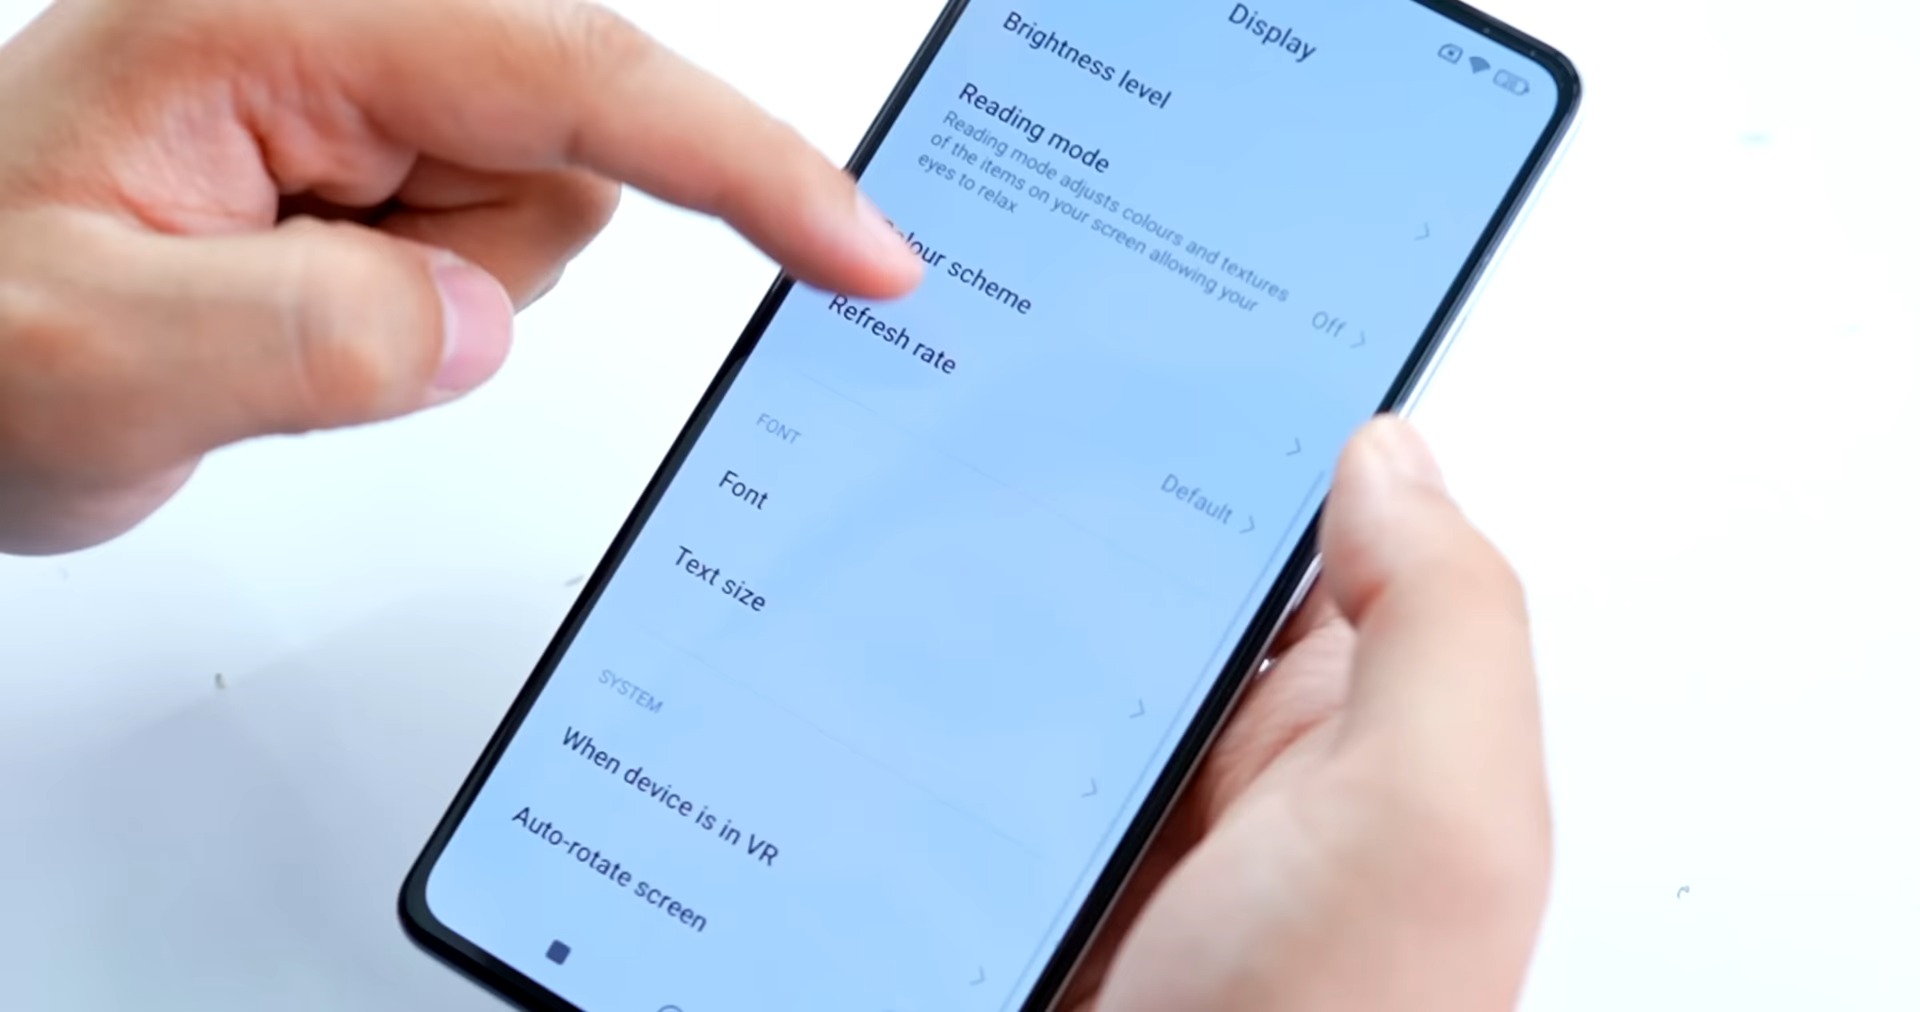 Display
Brightness level
Reading mode
Reading mode adjusts colours and textures
of the items on your screen allowing your
eyes to relax
Off
scheme
Refresh rate
Default
FONT
Font
Text size
SYSTEM
When device is in VR
Auto-rotate screen